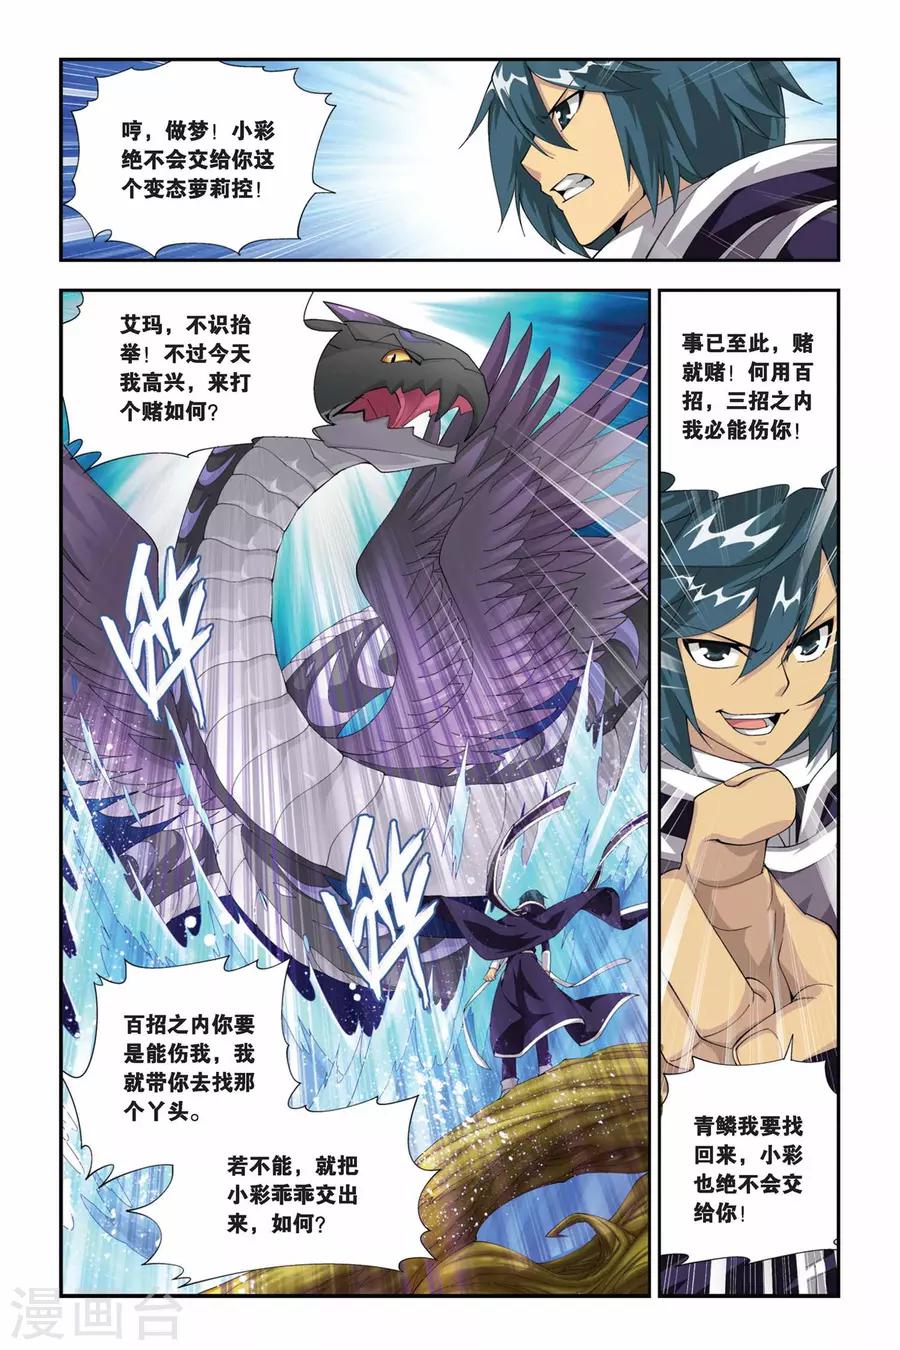 哼，做梦！小彩
绝不会交给你这
个变态萝莉控！
艾玛，不识抬
举！不过今天
我高兴，来打
个赌如何？
百招之内你要
是能伤我，我
就带你去找那
个丫头。
若不能，就把
小彩乖乖交出
来，如何？
事已至此，赌
就赌！何用百
招，三招之内
我必能伤你！
青鳞我要找
回来，小彩
也绝不会交
给你！
漫画台